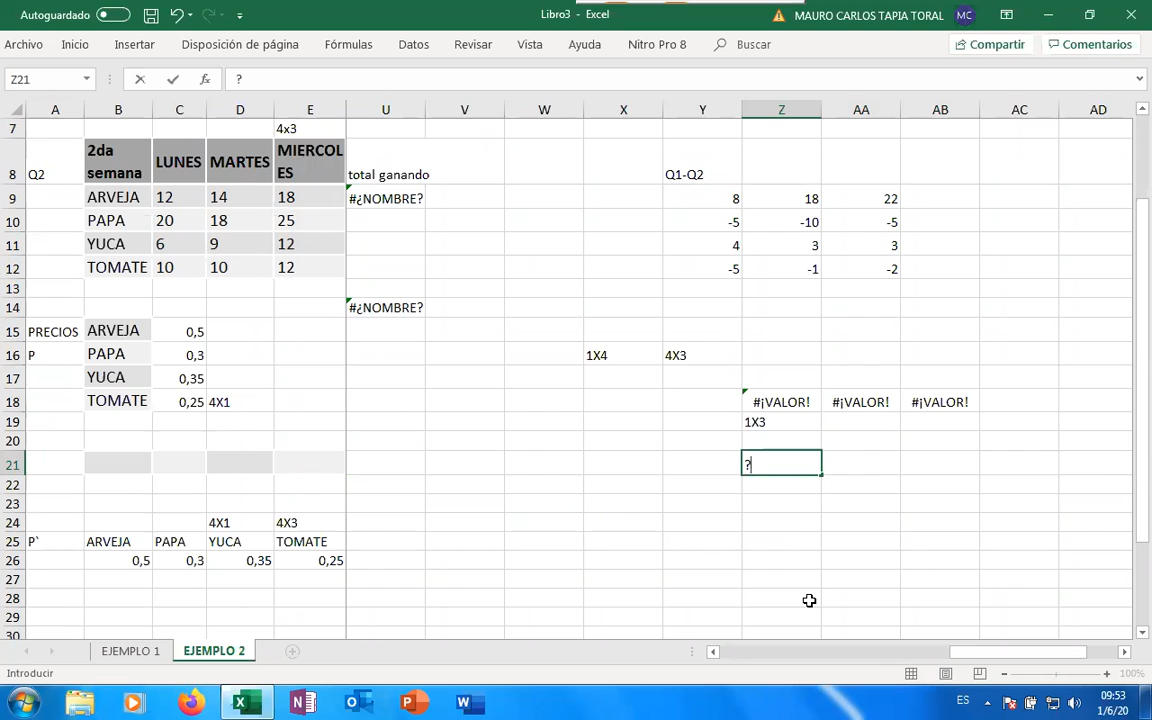 Autoguardado
Libro3 - Excel
MAURO CARLOS TAPIA TORAL MC
Archivo Inicio Insertar Disposición de página Fórmulas Datos Revisar Vista Ayuda Nitro Pro 8 Buscar Compartir Comentarios
Z21 fx ?
A B C D E U V W X Y Z AA AB AC AD
7 4x3
8 Q2 2da semana LUNES MARTES MIERCOLES total ganando Q1-Q2
9 ARVEJA 12 14 18 #¿NOMBRE? 8 18 22
10 PAPA 20 18 25 -5 -10 -5
11 YUCA 6 9 12 4 3 3
12 TOMATE 10 10 12 -5 -1 -2
13
14 #¿NOMBRE?
15 PRECIOS ARVEJA 0,5
16 P PAPA 0,3 1X4 4X3
17 YUCA 0,35
18 TOMATE 0,25 4X1 #¡VALOR! #¡VALOR! #¡VALOR!
19 1X3
20
21 ?
22
23
24 4X1 4X3
25 P` ARVEJA PAPA YUCA TOMATE
26 0,5 0,3 0,35 0,25
27
28
29
30
EJEMPLO 1 EJEMPLO 2
Introducir 100%
ES 09:53
1/6/20